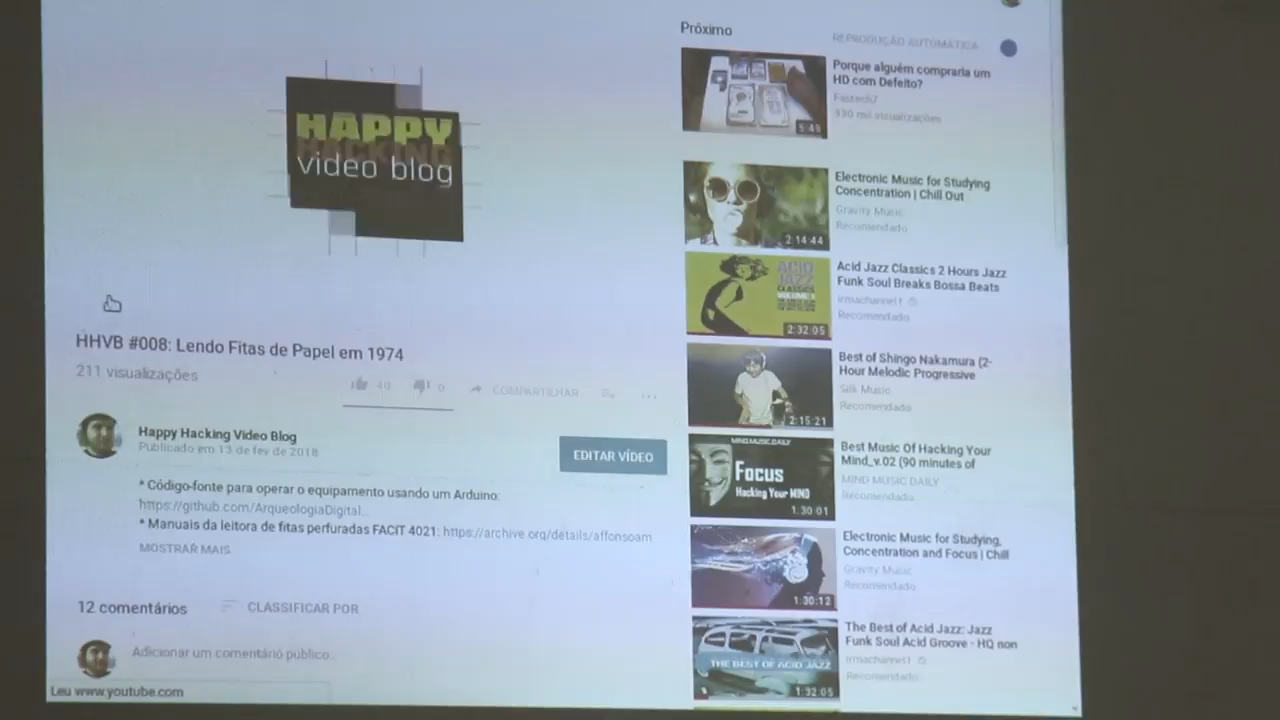 HAPPY
HACKING
video blog
HHVB #008: Lendo Fitas de Papel em 1974
211 visualizações
40
0
COMPARTILHAR
Happy Hacking Video Blog
Publicado em 13 de fev de 2018
EDITAR VÍDEO
* Código-fonte para operar o equipamento usando um Arduino:
https://github.com/ArqueologiaDigital...
* Manuais da leitora de fitas perfuradas FACIT 4021: https://archive.org/details/affonsoam
MOSTRAR MAIS
12 comentários
CLASSIFICAR POR
Adicionar um comentário público...
Leu www.youtube.com
Próximo
REPRODUÇÃO AUTOMÁTICA
5:49
Porque alguém compraria um
HD com Defeito?
Fastech7
330 mil visualizações
2:14:44
Electronic Music for Studying
Concentration | Chill Out
Gravity Music
Recomendado
ACID
JAZZ
CLASSICS
VOLUME 1
2:32:05
Acid Jazz Classics 2 Hours Jazz
Funk Soul Breaks Bossa Beats
irmachannel1
Recomendado
2:15:21
Best of Shingo Nakamura (2-
Hour Melodic Progressive
Silk Music
Recomendado
MIND MUSIC DAILY
Focus
Hacking Your MIND
1:30:01
Best Music Of Hacking Your
Mind_v.02 (90 minutes of
MIND MUSIC DAILY
Recomendado
1:30:12
Electronic Music for Studying,
Concentration and Focus | Chill
Gravity Music
Recomendado
THE BEST OF ACID JAZZ
1:32:05
The Best of Acid Jazz: Jazz
Funk Soul Acid Groove - HQ non
irmachannel1
Recomendado